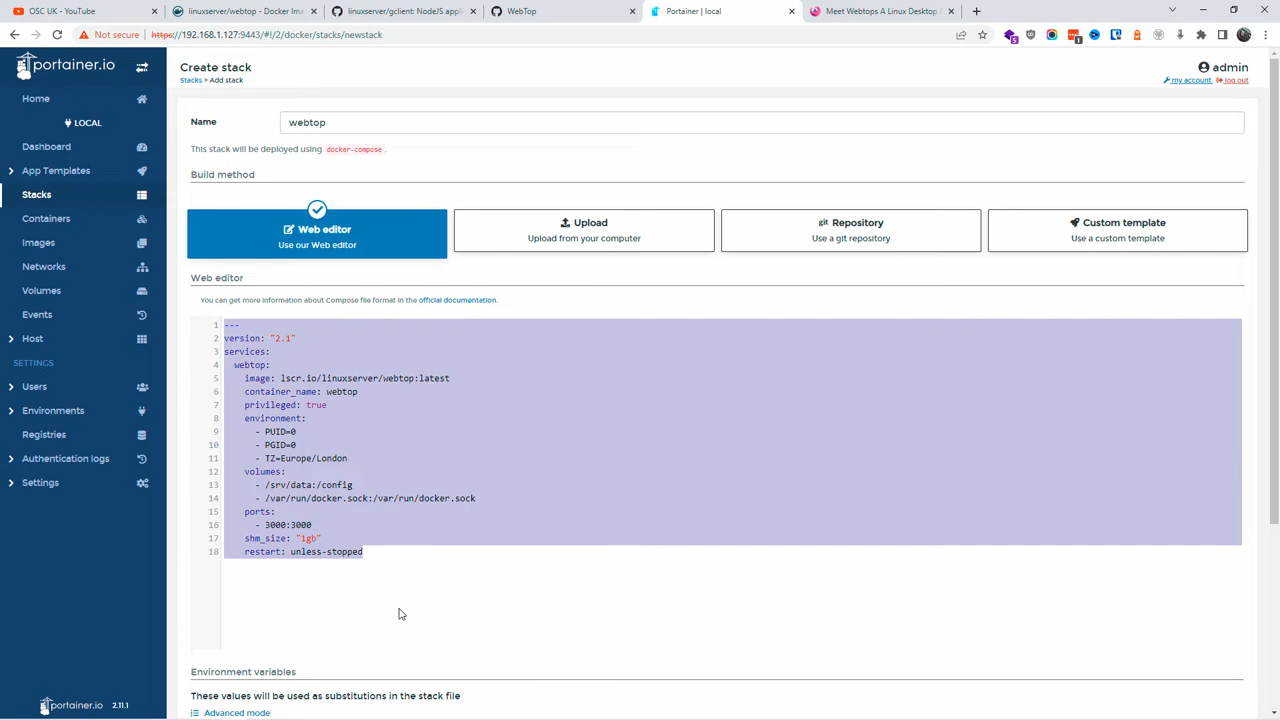 OSC UK - YouTube
linuxserver/webtop - Docker Ima
linuxserver/gclient: NodeJS appl
WebTop
Portainer | local
Meet Webtops A Linux Desktop
Not secure
https://192.168.1.127:9443/#!/2/docker/stacks/newstack
5
1
portainer.io
Home
LOCAL
Dashboard
App Templates
Stacks
Containers
Images
Networks
Volumes
Events
Host
SETTINGS
Users
Environments
Registries
Authentication logs
Settings
portainer.io 2.11.1
Create stack
Stacks > Add stack
admin
my account log out
Name
webtop
This stack will be deployed using docker-compose.
Build method
Web editor
Use our Web editor
Upload
Upload from your computer
git Repository
Use a git repository
Custom template
Use a custom template
Web editor
You can get more information about Compose file format in the official documentation.
1 ---
2 version: "2.1"
3 services:
4 webtop:
5 image: lscr.io/linuxserver/webtop:latest
6 container_name: webtop
7 privileged: true
8 environment:
9 - PUID=0
10 - PGID=0
11 - TZ=Europe/London
12 volumes:
13 - /srv/data:/config
14 - /var/run/docker.sock:/var/run/docker.sock
15 ports:
16 - 3000:3000
17 shm_size: "1gb"
18 restart: unless-stopped
Environment variables
These values will be used as substitutions in the stack file
Advanced mode